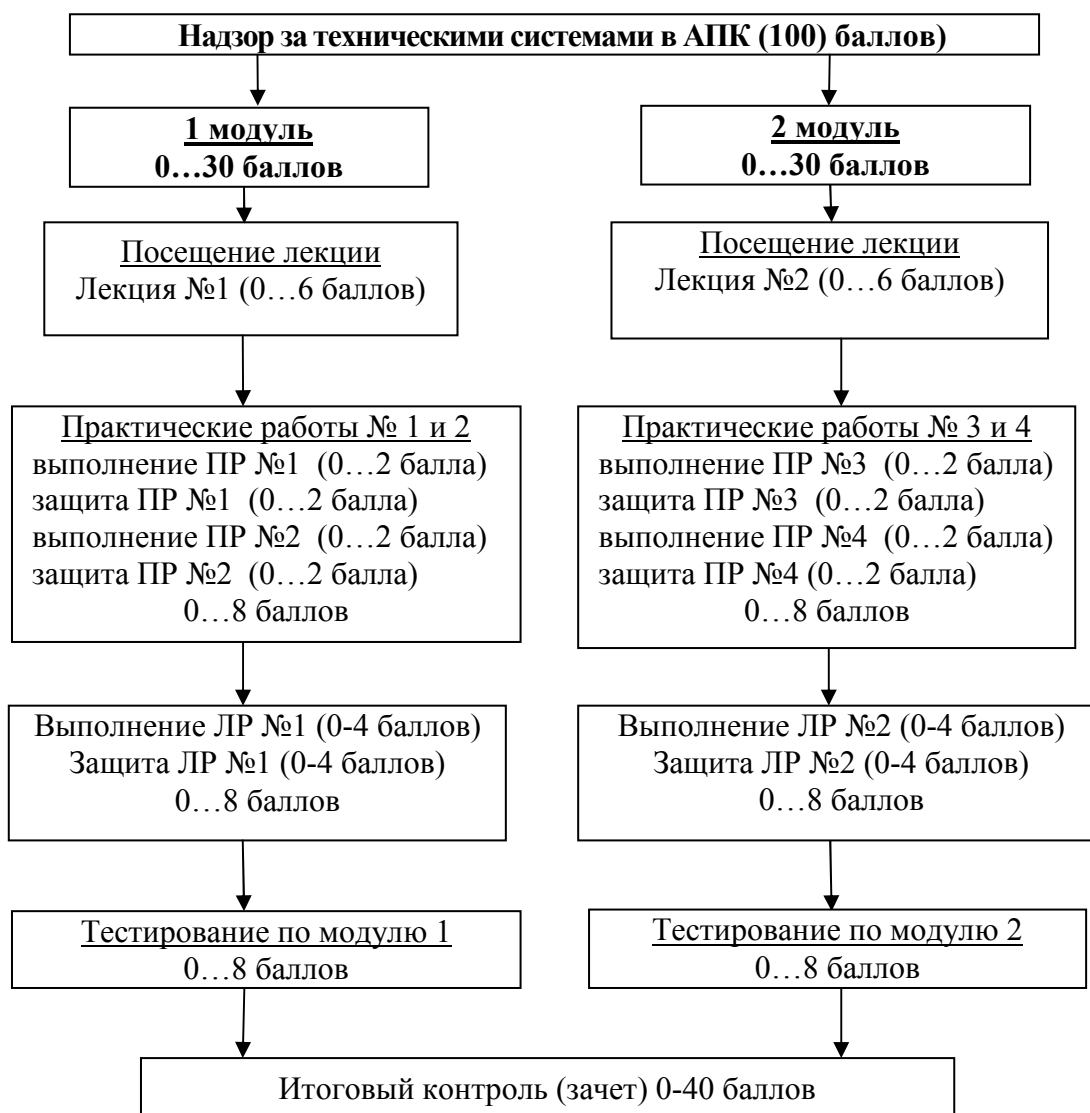 Надзор за техническими системами в АПК (100) баллов)
1 модуль
0…30 баллов
2 модуль
0…30 баллов
Посещение лекции
Лекция №1 (0…6 баллов)
Посещение лекции
Лекция №2 (0…6 баллов)
Практические работы № 1 и 2
выполнение ПР №1 (0…2 балла)
защита ПР №1 (0…2 балла)
выполнение ПР №2 (0…2 балла)
защита ПР №2 (0…2 балла)
0…8 баллов
Практические работы № 3 и 4
выполнение ПР №3 (0…2 балла)
защита ПР №3 (0…2 балла)
выполнение ПР №4 (0…2 балла)
защита ПР №4 (0…2 балла)
0…8 баллов
Выполнение ЛР №1 (0-4 баллов)
Защита ЛР №1 (0-4 баллов)
0…8 баллов
Выполнение ЛР №2 (0-4 баллов)
Защита ЛР №2 (0-4 баллов)
0…8 баллов
Тестирование по модулю 1
0…8 баллов
Тестирование по модулю 2
0…8 баллов
Итоговый контроль (зачет) 0-40 баллов